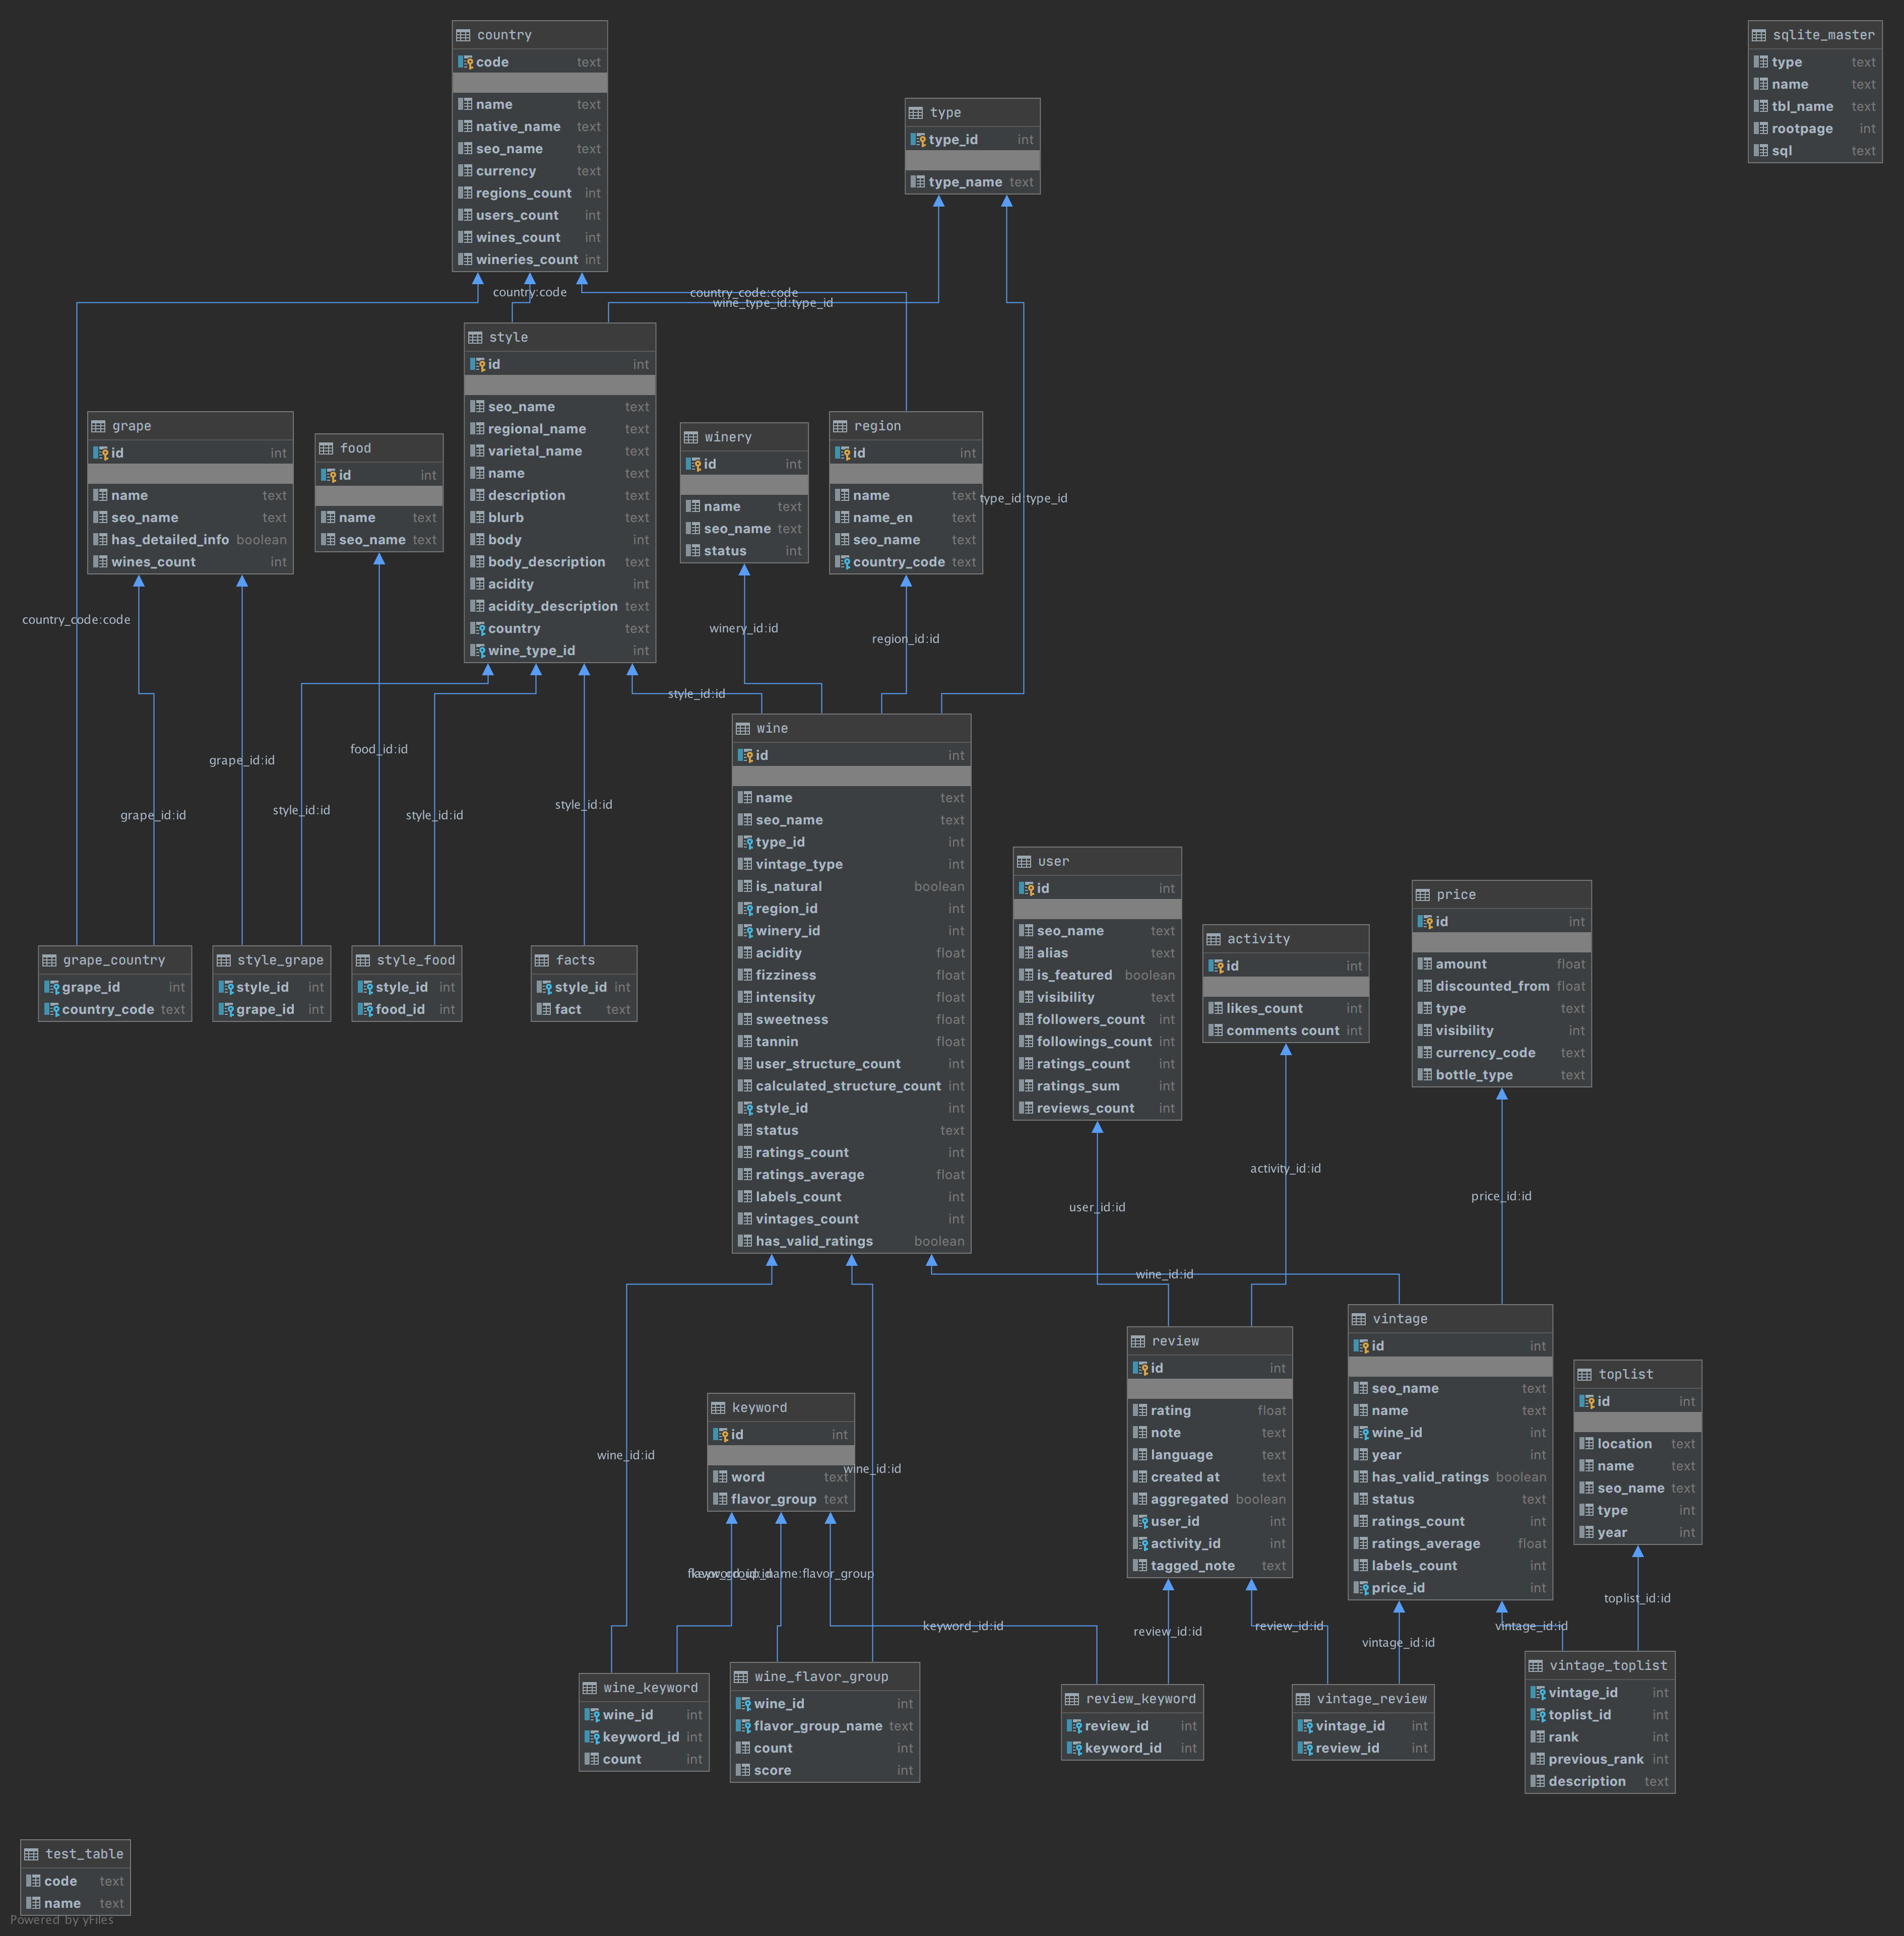 country
code text
name text
native_name text
seo_name text
currency text
regions_count int
users_count int
wines_count int
wineries_count int
sqlite_master
type text
name text
tbl_name text
rootpage int
sql text
type
type_id int
type_name text
country:code
country_code:code
wine_type_id:type_id
style
id int
seo_name text
regional_name text
varietal_name text
name text
description text
blurb text
body int
body_description text
acidity int
acidity_description text
country text
wine_type_id int
grape
id int
name text
seo_name text
has_detailed_info boolean
wines_count int
food
id int
name text
seo_name text
winery
id int
name text
seo_name text
status int
region
id int
name text
name_en text
seo_name text
country_code text
type_id:type_id
country_code:code
winery_id:id
region_id:id
style_id:id
grape_id:id
food_id:id
grape_id:id
style_id:id
style_id:id
style_id:id
wine
id int
name text
seo_name text
type_id int
vintage_type int
is_natural boolean
region_id int
winery_id int
acidity float
fizziness float
intensity float
sweetness float
tannin float
user_structure_count int
calculated_structure_count int
style_id int
status text
ratings_count int
ratings_average float
labels_count int
vintages_count int
has_valid_ratings boolean
user
id int
seo_name text
alias text
is_featured boolean
visibility text
followers_count int
followings_count int
ratings_count int
ratings_sum int
reviews_count int
activity
id int
likes_count int
comments count int
price
id int
amount float
discounted_from float
type text
visibility int
currency_code text
bottle_type text
grape_country
grape_id int
country_code text
style_grape
style_id int
grape_id int
style_food
style_id int
food_id int
facts
style_id int
fact text
activity_id:id
price_id:id
user_id:id
wine_id:id
review
id int
rating float
note text
language text
created at text
aggregated boolean
user_id int
activity_id int
tagged_note text
vintage
id int
seo_name text
name text
wine_id int
year int
has_valid_ratings boolean
status text
ratings_count int
ratings_average float
labels_count int
price_id int
toplist
id int
location text
name text
seo_name text
type int
year int
keyword
id int
word text
flavor_group text
wine_id:id
wine_id:id
keyword_id:id
flavor_group_name:flavor_group
toplist_id:id
keyword_id:id
review_id:id
review_id:id
vintage_id:id
vintage_id:id
wine_keyword
wine_id int
keyword_id int
count int
wine_flavor_group
wine_id int
flavor_group_name text
count int
score int
review_keyword
review_id int
keyword_id int
vintage_review
vintage_id int
review_id int
vintage_toplist
vintage_id int
toplist_id int
rank int
previous_rank int
description text
test_table
code text
name text
Powered by yFiles